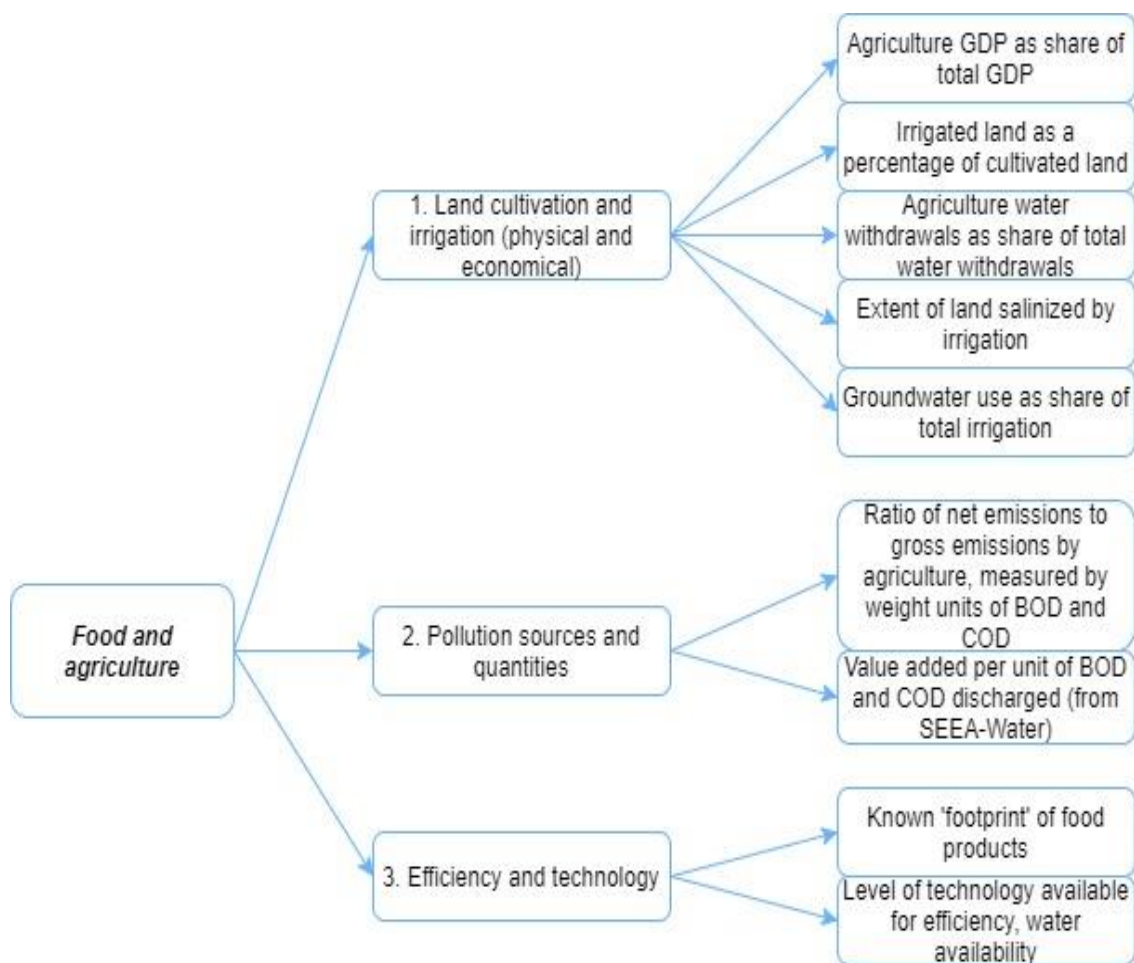 Food and
agriculture
1. Land cultivation and
irrigation (physical and
economical)
Agriculture GDP as share of
total GDP
Irrigated land as a
percentage of cultivated land
Agriculture water
withdrawals as share of total
water withdrawals
Extent of land salinized by
irrigation
Groundwater use as share of
total irrigation
2. Pollution sources and
quantities
Ratio of net emissions to
gross emissions by
agriculture, measured by
weight units of BOD and
COD
Value added per unit of BOD
and COD discharged (from
SEEA-Water)
3. Efficiency and technology
Known 'footprint' of food
products
Level of technology available
for efficiency, water
availability